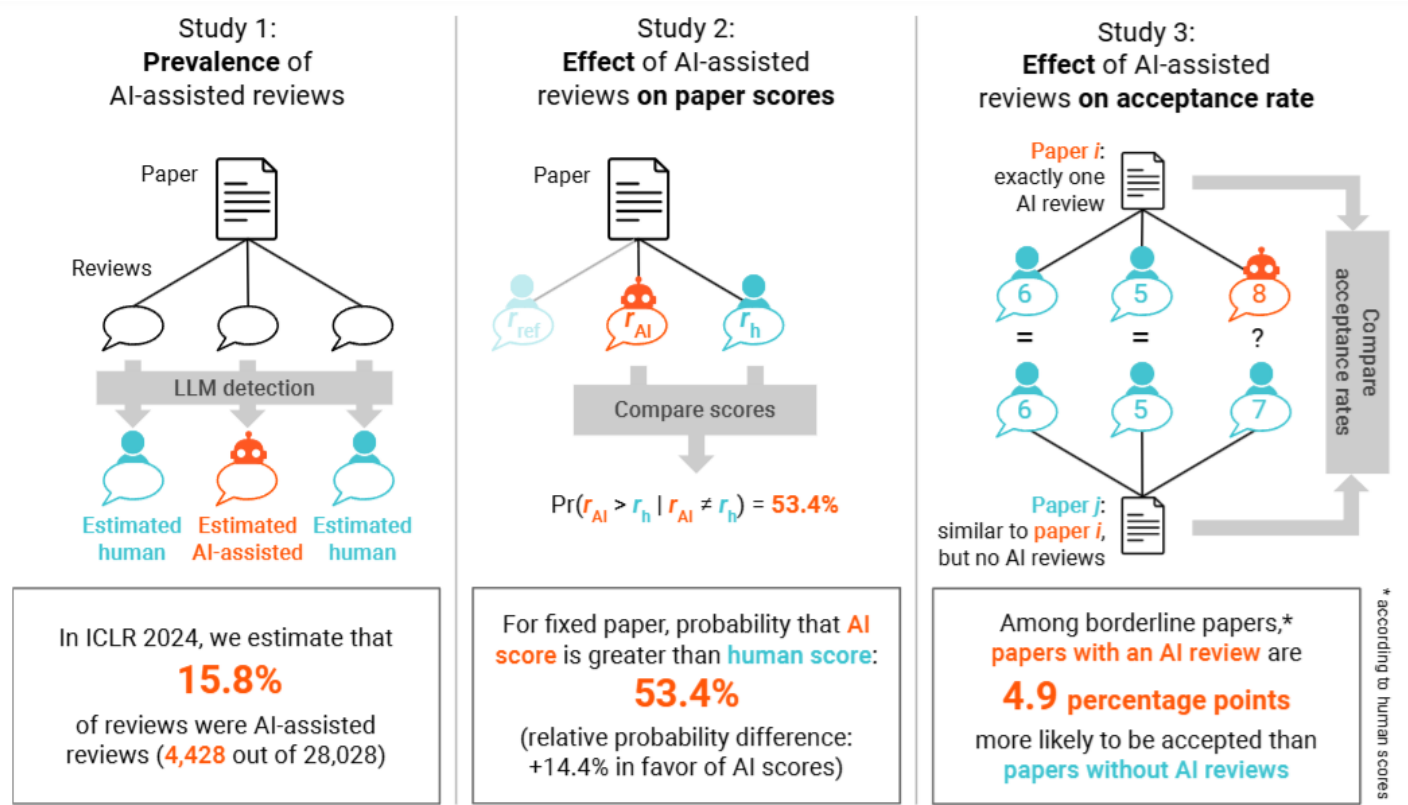 Study 1:
Prevalence of
AI-assisted reviews
Paper
Reviews
LLM detection
Estimated
human
Estimated
AI-assisted
Estimated
human
In ICLR 2024, we estimate that
15.8%
of reviews were AI-assisted
reviews (4,428 out of 28,028)
Study 2:
Effect of AI-assisted
reviews on paper scores
Paper
r_ref
r_AI
r_h
Compare scores
Pr(r_AI > r_h | r_AI ≠ r_h) = 53.4%
For fixed paper, probability that AI
score is greater than human score:
53.4%
(relative probability difference:
+14.4% in favor of AI scores)
Study 3:
Effect of AI-assisted
reviews on acceptance rate
Paper i:
exactly one
AI review
6 5 8
= = ?
6 5 7
Paper j:
similar to paper i,
but no AI reviews
Compare
acceptance rates
Among borderline papers,*
papers with an AI review are
4.9 percentage points
more likely to be accepted than
papers without AI reviews
* according to human scores